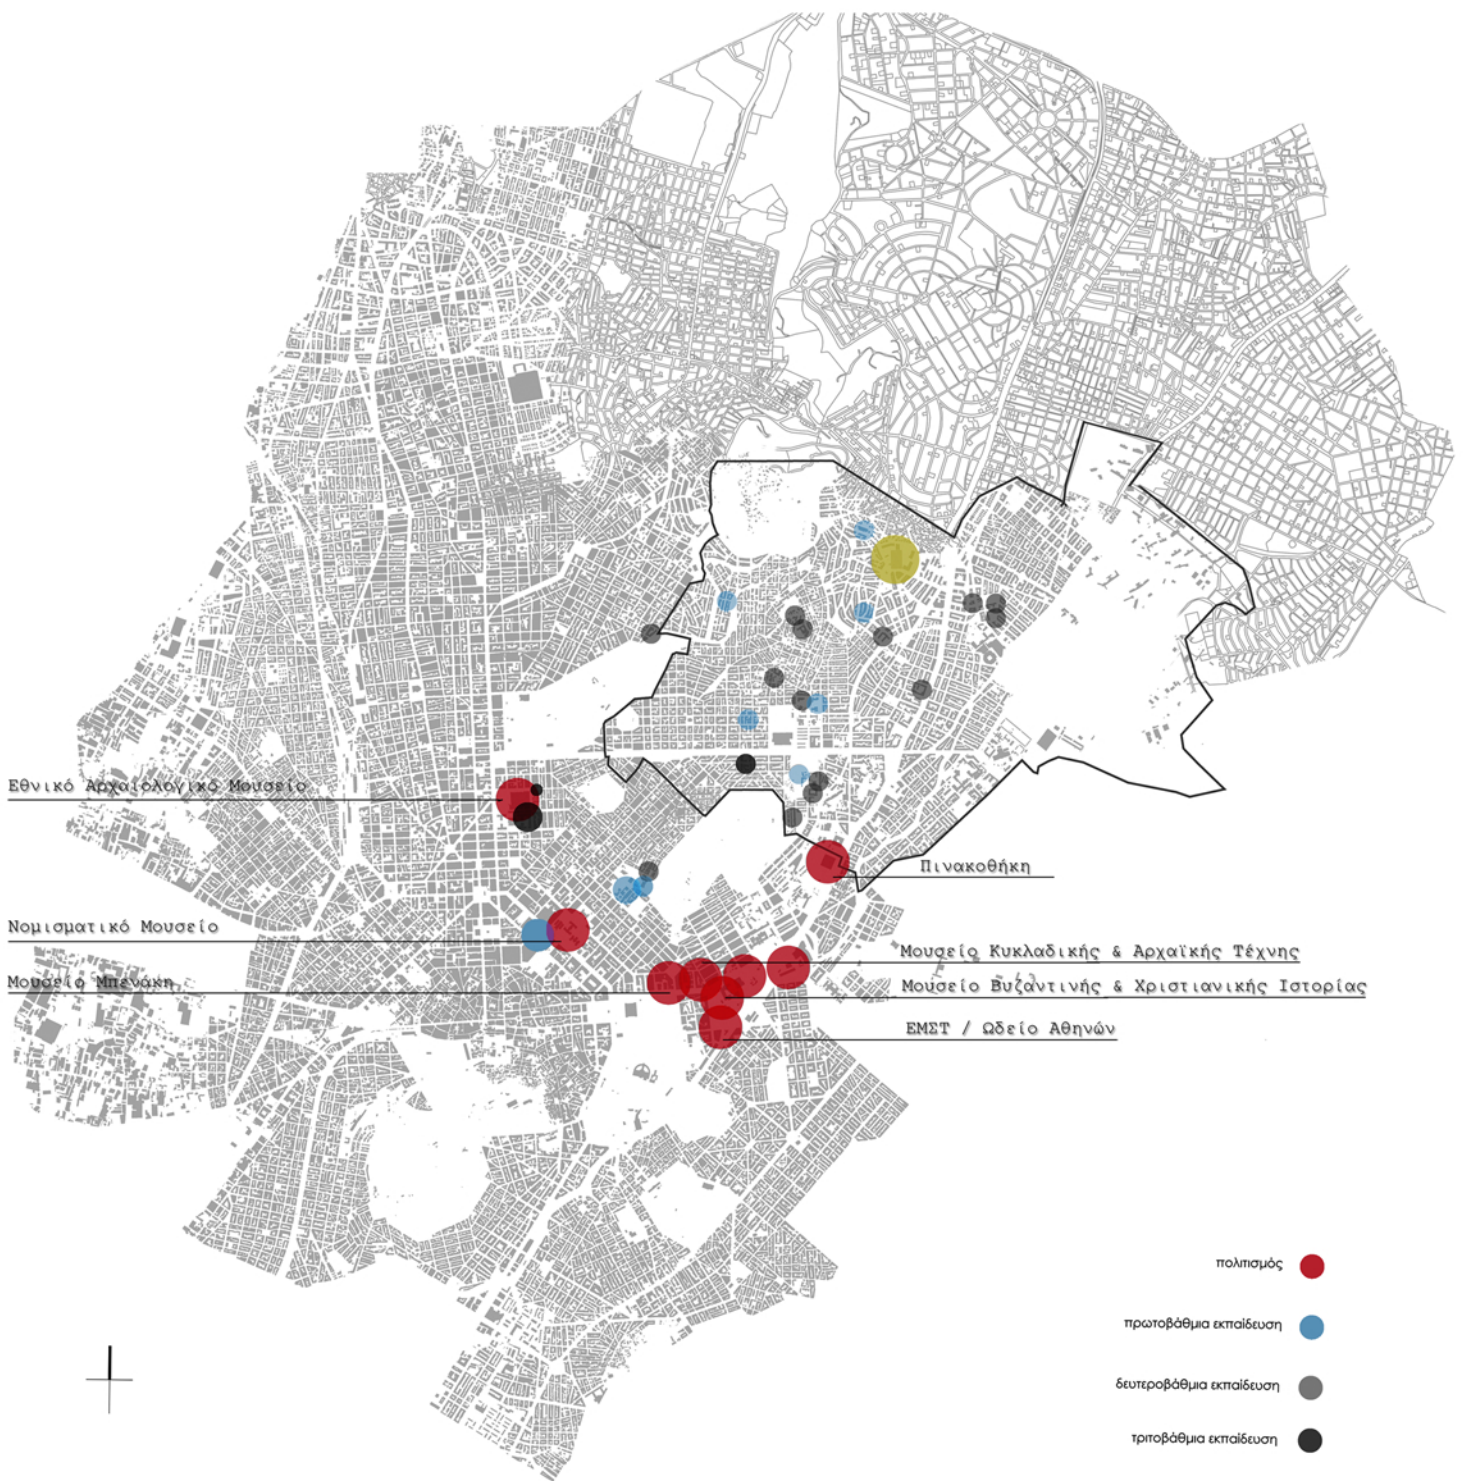 Εθνικό Αρχαιολογικό Μουσείο
Πινακοθήκη
Νομισματικό Μουσείο
Μουσείο Κυκλαδικής & Αρχαϊκής Τέχνης
Μουσείο Μπενάκη
Μουσείο Βυζαντινής & Χριστιανικής Ιστορίας
ΕΜΣΤ / Ωδείο Αθηνών
πολιτισμός
πρωτοβάθμια εκπαίδευση
δευτεροβάθμια εκπαίδευση
τριτοβάθμια εκπαίδευση